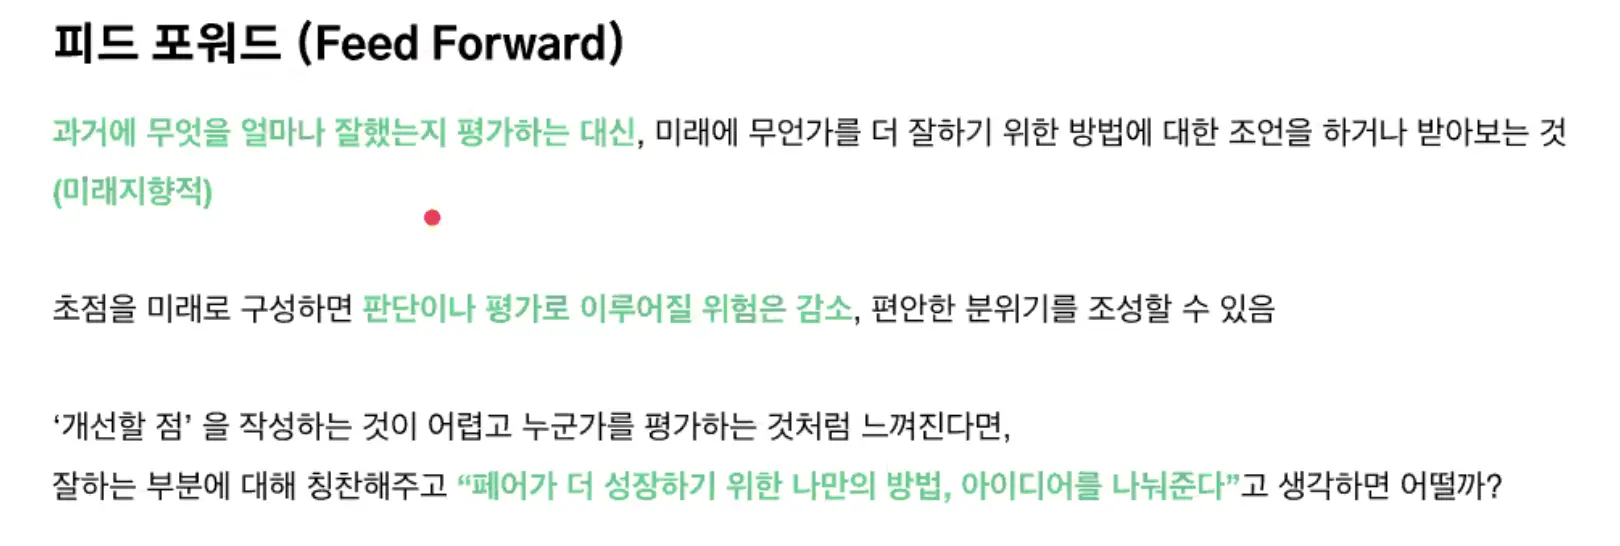 피드 포워드 (Feed Forward)
과거에 무엇을 얼마나 잘했는지 평가하는 대신, 미래에 무언가를 더 잘하기 위한 방법에 대한 조언을 하거나 받아보는 것
(미래지향적)
초점을 미래로 구성하면 판단이나 평가로 이루어질 위험은 감소, 편안한 분위기를 조성할 수 있음
‘개선할 점’ 을 작성하는 것이 어렵고 누군가를 평가하는 것처럼 느껴진다면,
잘하는 부분에 대해 칭찬해주고 “페어가 더 성장하기 위한 나만의 방법, 아이디어를 나눠준다”고 생각하면 어떨까?